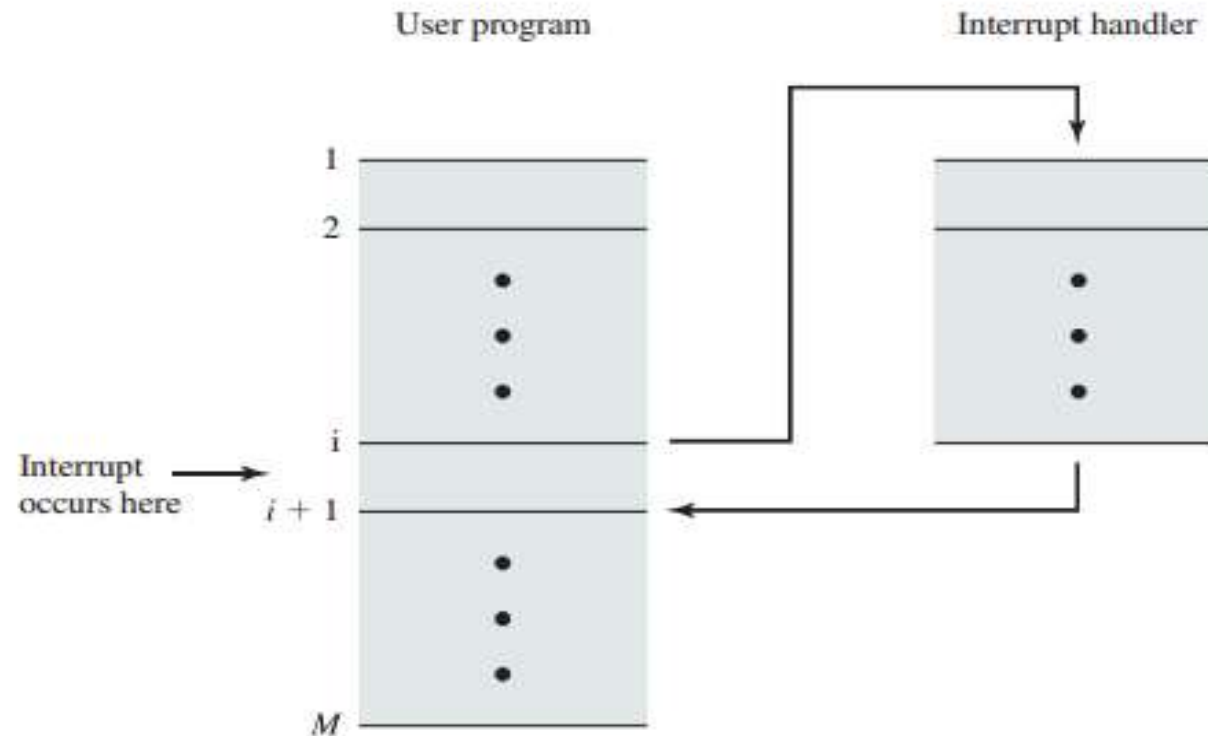 User program
Interrupt handler
1
2
i
Interrupt
occurs here
i + 1
M